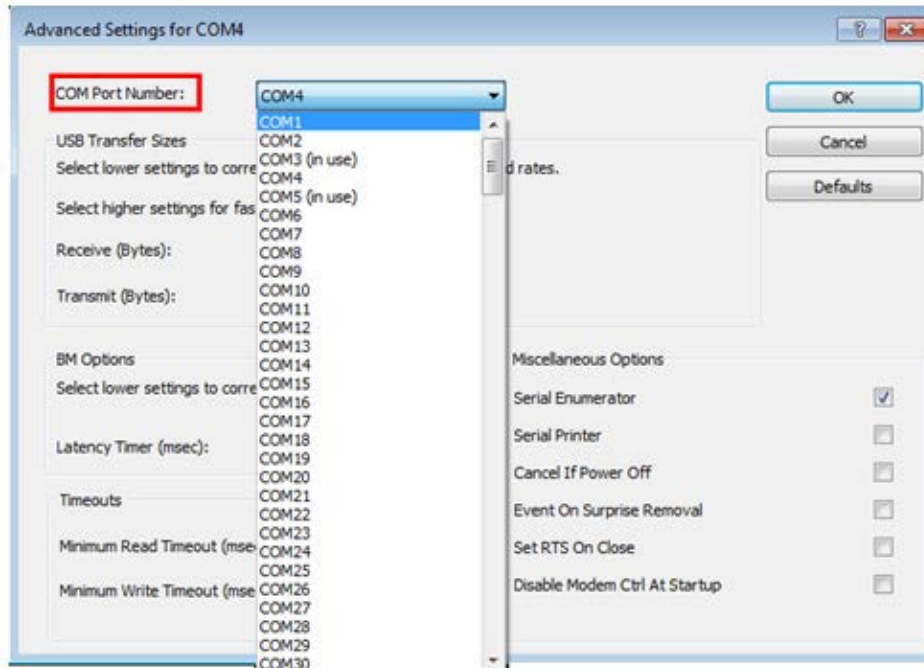 Advanced Settings for COM4
COM Port Number:
COM4
OK
Cancel
Defaults
COM1
COM2
COM3 (in use)
COM4
COM5 (in use)
COM6
COM7
COM8
COM9
COM10
COM11
COM12
COM13
COM14
COM15
COM16
COM17
COM18
COM19
COM20
COM21
COM22
COM23
COM24
COM25
COM26
COM27
COM28
COM29
COM30
USB Transfer Sizes
Select lower settings to corre
d rates.
Select higher settings for fas
Receive (Bytes):
Transmit (Bytes):
BM Options
Select lower settings to corre
Latency Timer (msec):
Timeouts
Minimum Read Timeout (mse
Minimum Write Timeout (mse
Miscellaneous Options
Serial Enumerator
Serial Printer
Cancel If Power Off
Event On Surprise Removal
Set RTS On Close
Disable Modem Ctrl At Startup